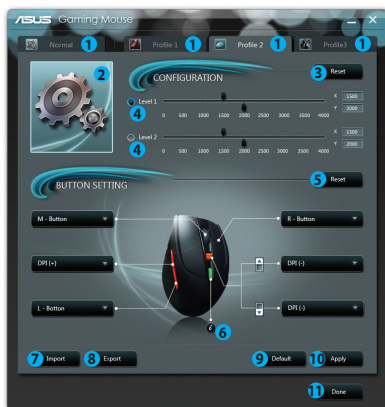 ASUS Gaming Mouse
Normal 1 Profile 1 1 Profile 2 1 Profile3 1
2
CONFIGURATION
3 Reset
Level 1
4
0 500 1000 1500 2000 2500 3000 3500 4000
X 1500
Y 2000
Level 2
4
0 500 1000 1500 2000 2500 3000 3500 4000
X 1500
Y 2000
BUTTON SETTING
5 Reset
M - Button
R - Button
DPI (+)
DPI (-)
L - Botton
DPI (-)
6
7 Import
8 Export
9 Default
10 Apply
11 Done